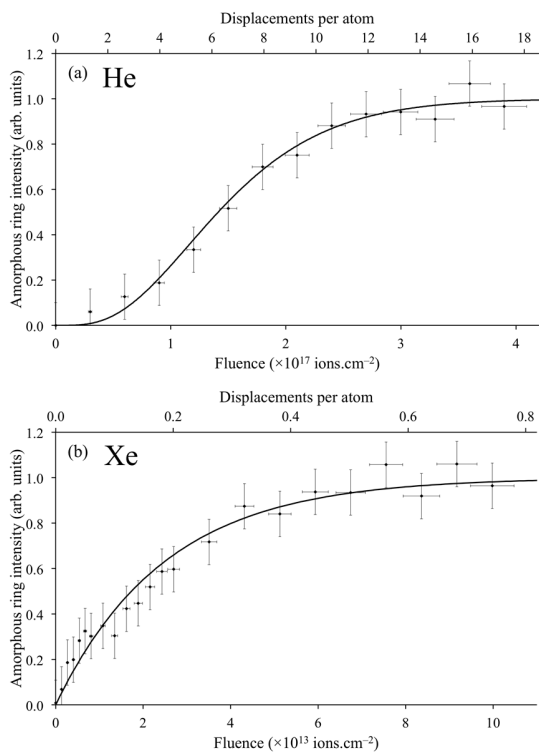 Displacements per atom
0 2 4 6 8 10 12 14 16 18
1.2
1.0
0.8
0.6
0.4
0.2
0.0
Amorphous ring intensity (arb. units)
(a) He
0 1 2 3 4
Fluence (×10¹⁷ ions.cm⁻²)
Displacements per atom
0.0 0.2 0.4 0.6 0.8
1.2
1.0
0.8
0.6
0.4
0.2
0.0
Amorphous ring intensity (arb. units)
(b) Xe
0 2 4 6 8 10
Fluence (×10¹³ ions.cm⁻²)